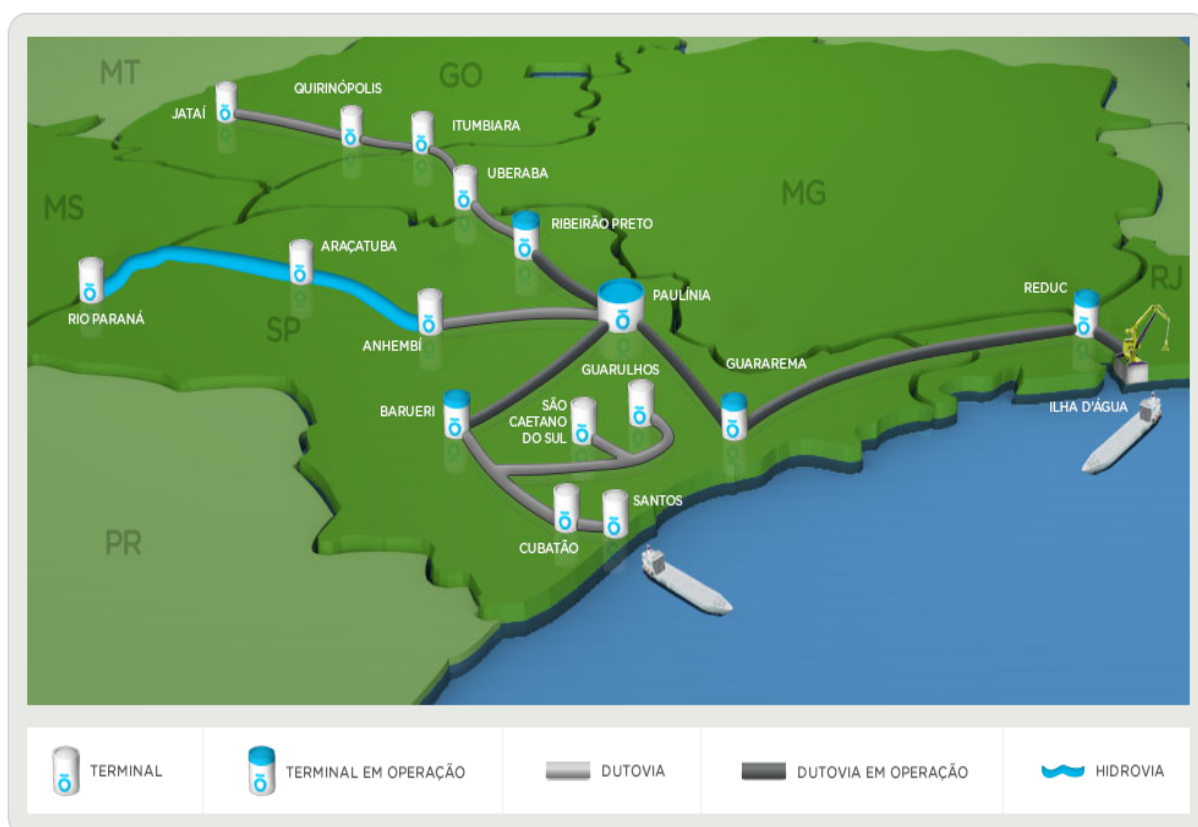 MT
GO
QUIRINÓPOLIS
JATAÍ
ITUMBIARA
UBERABA
MG
MS
RIBEIRÃO PRETO
ARAÇATUBA
RJ
REDUC
PAULÍNIA
RIO PARANÁ
SP
ANHEMBÍ
GUARULHOS
GUARAREMA
BARUERI
SÃO
CAETANO
DO SUL
ILHA D'ÁGUA
SANTOS
PR
CUBATÃO
TERMINAL
TERMINAL EM OPERAÇÃO
DUTOVIA
DUTOVIA EM OPERAÇÃO
HIDROVIA